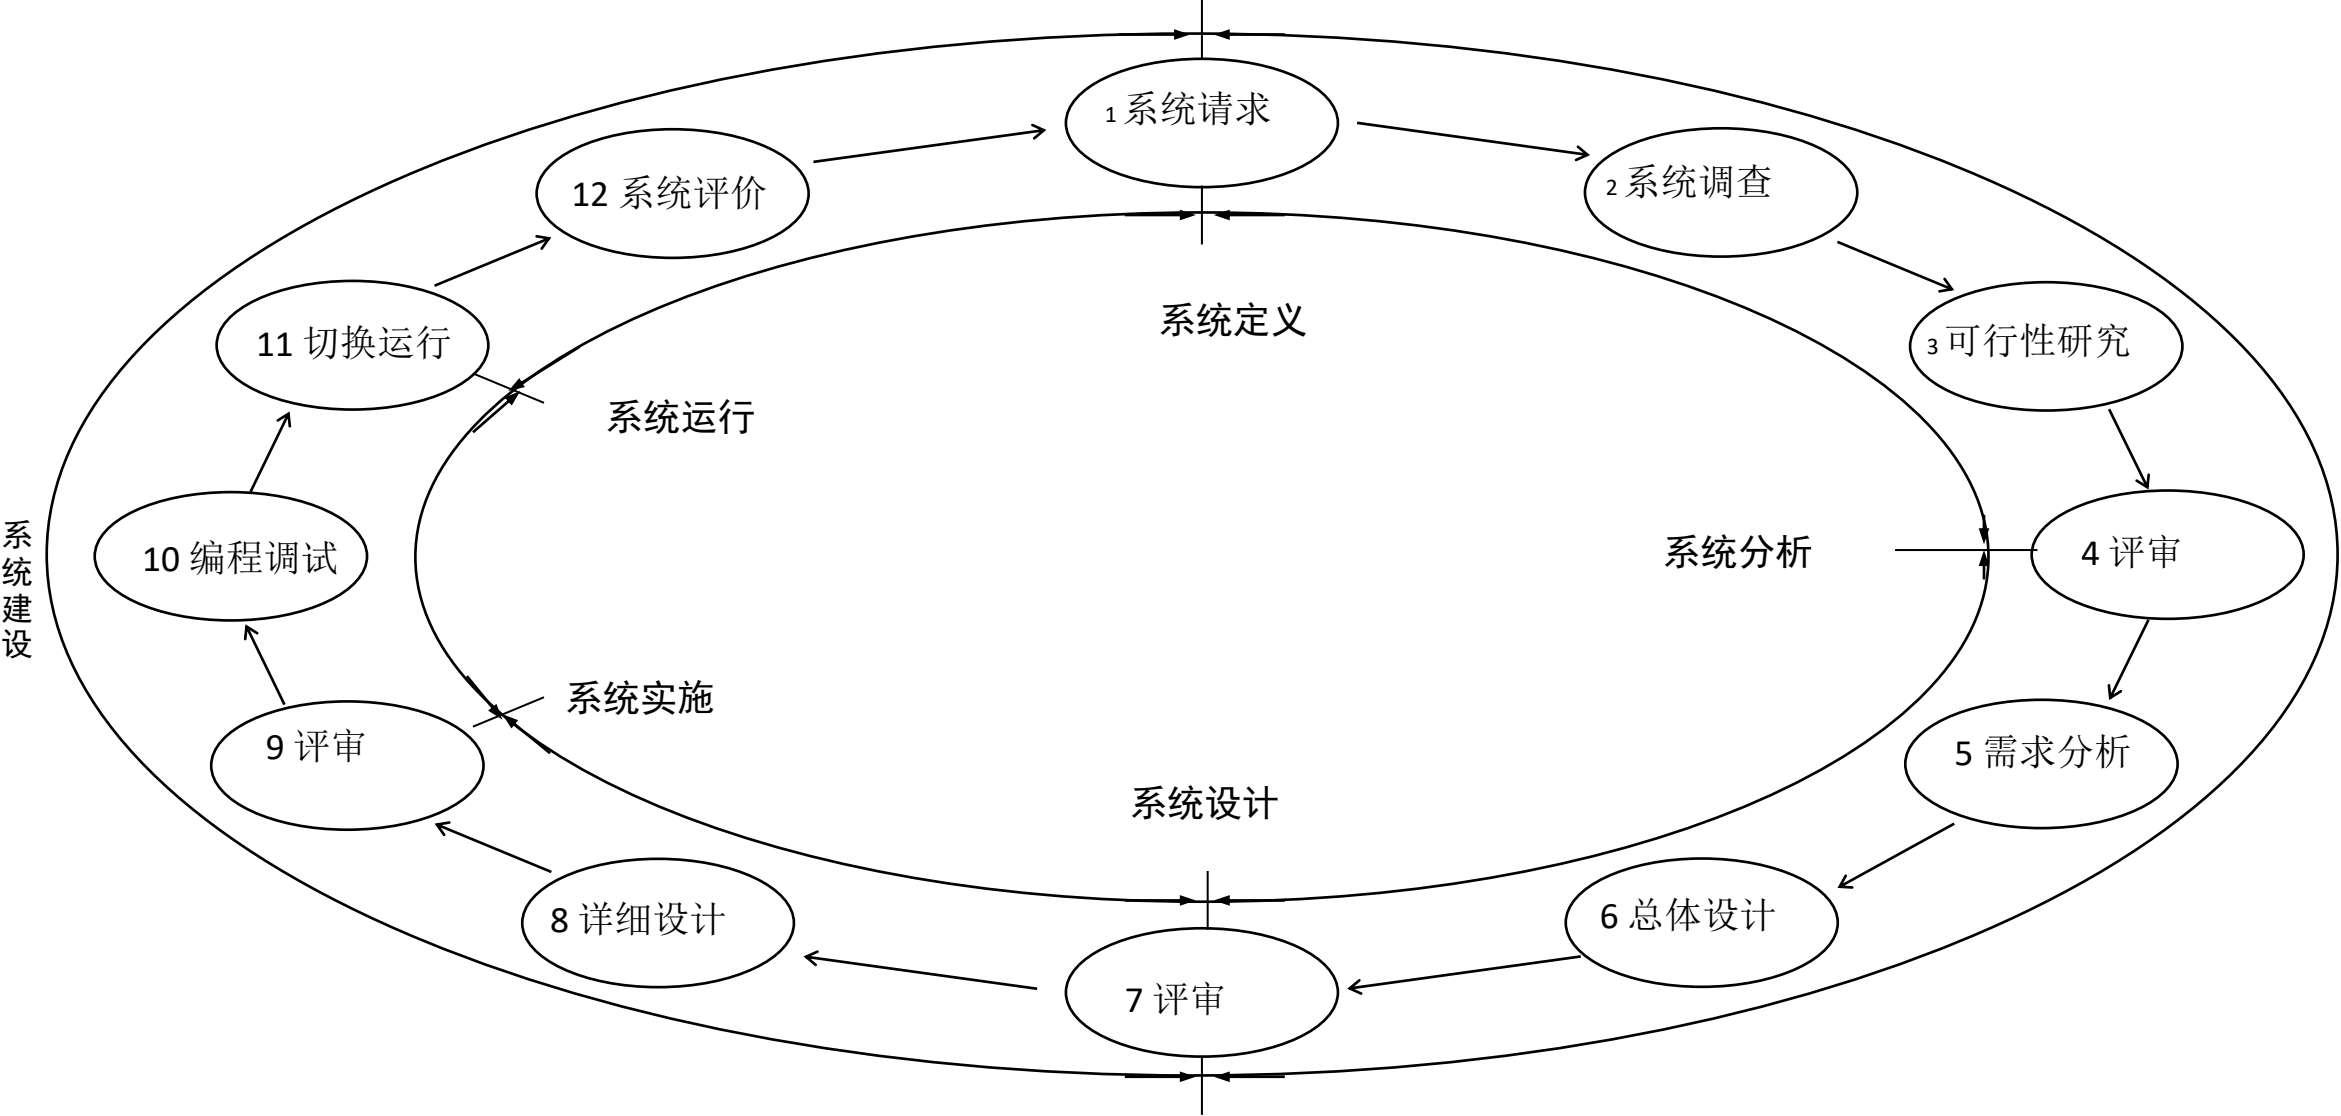 1 系统请求
2 系统调查
12 系统评价
系统定义
11 切换运行
3 可行性研究
系统运行
系统建设
10 编程调试
系统分析
4 评审
系统实施
9 评审
5 需求分析
系统设计
8 详细设计
6 总体设计
7 评审